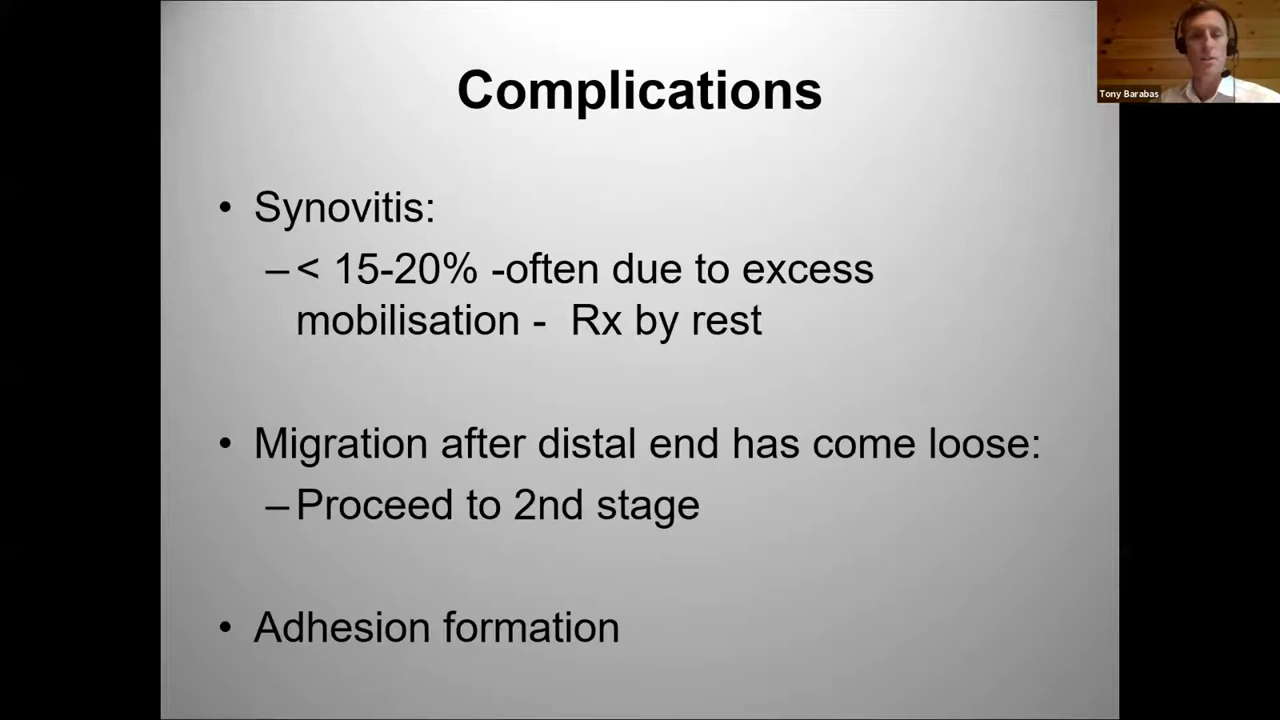 Complications
Tony Barabas
• Synovitis:
–< 15-20% -often due to excess
mobilisation -  Rx by rest
• Migration after distal end has come loose:
–Proceed to 2nd stage
• Adhesion formation